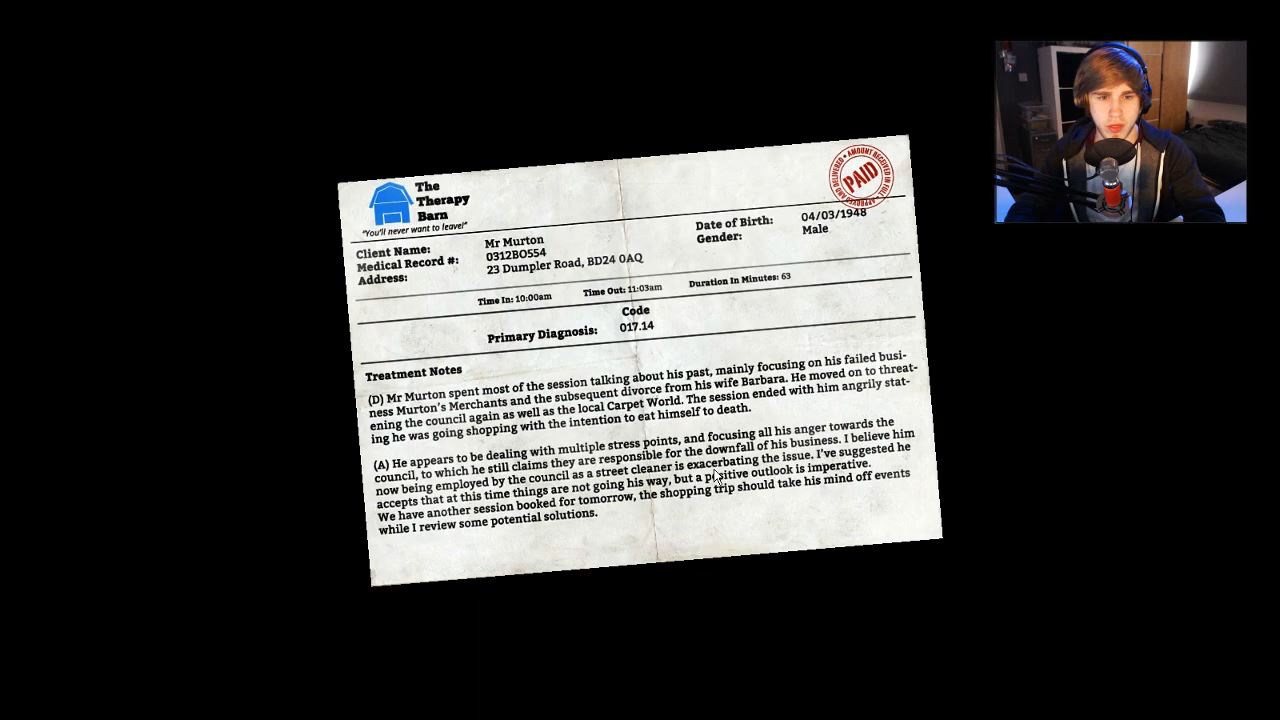 The
Therapy
Barn
"You'll never want to leave!"
AMOUNT RECEIVED IN FULL APPROVED AND DELIVERED
PAID
Client Name: Mr Murton
Medical Record #: 0312BO554
Address: 23 Dumpler Road, BD24 0AQ
Date of Birth: 04/03/1948
Gender: Male
Time In: 10:00am Time Out: 11:03am Duration In Minutes: 63
Code
Primary Diagnosis: 017.14
Treatment Notes
(D) Mr Murton spent most of the session talking about his past, mainly focusing on his failed busi-
ness Murton's Merchants and the subsequent divorce from his wife Barbara. He moved on to threat-
ening the council again as well as the local Carpet World. The session ended with him angrily stat-
ing he was going shopping with the intention to eat himself to death.
(A) He appears to be dealing with multiple stress points, and focusing all his anger towards the
council, to which he still claims they are responsible for the downfall of his business. I believe him
now being employed by the council as a street cleaner is exacerbating the issue. I've suggested he
accepts that at this time things are not going his way, but a positive outlook is imperative.
We have another session booked for tomorrow, the shopping trip should take his mind off events
while I review some potential solutions.